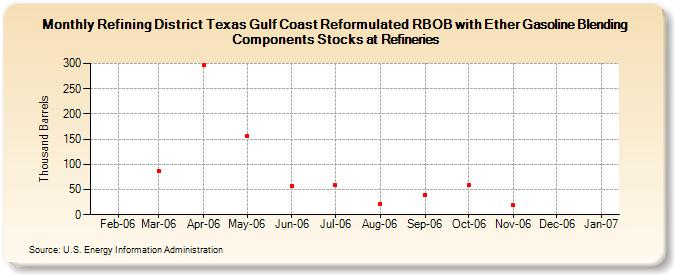 Monthly Refining District Texas Gulf Coast Reformulated RBOB with Ether Gasoline Blending
Components Stocks at Refineries
Thousand Barrels
300
250
200
150
100
50
0
Feb-06 Mar-06 Apr-06 May-06 Jun-06 Jul-06 Aug-06 Sep-06 Oct-06 Nov-06 Dec-06 Jan-07
Source: U.S. Energy Information Administration